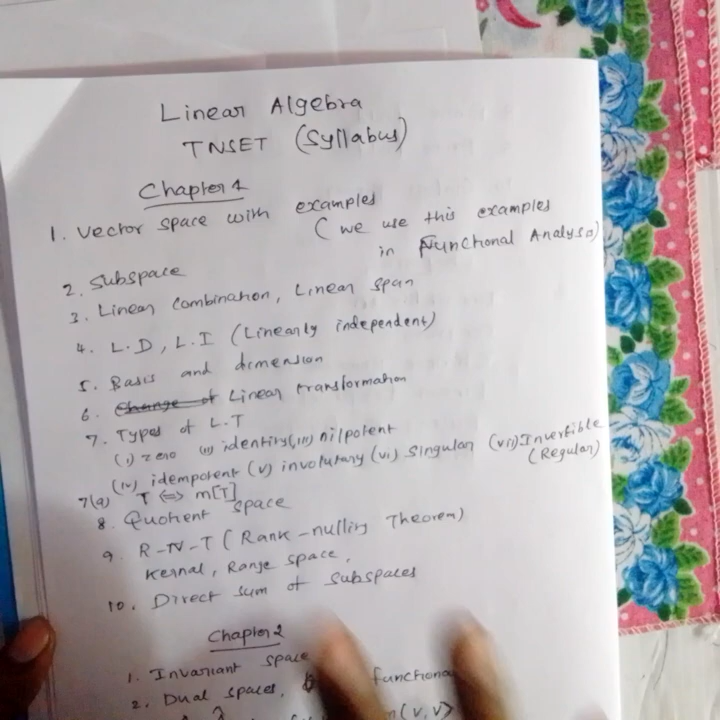 Linear Algebra
TNSET (Syllabus)
Chapter 1
1. Vector space with examples
( we use this examples
in Functional Analysis)
2. Subspace
3. Linear Combination, Linear span
4. L.D, L.I (Linearly independent)
5. Basis and dimension
6. Change of Linear transformation
7. Types of L.T
(i) zero (ii) identity (iii) nilpotent
(iv) idempotent (v) involutary (vi) Singular (vii) Invertible
(Regular)
7(a) T <=> m[T]
8. Quotient space
9. R-N-T (Rank-nullity Theorem)
Kernal, Range space,
10. Direct sum of subspaces
Chapter 2
1. Invariant space
2. Dual spaces, functiona
(V,V)